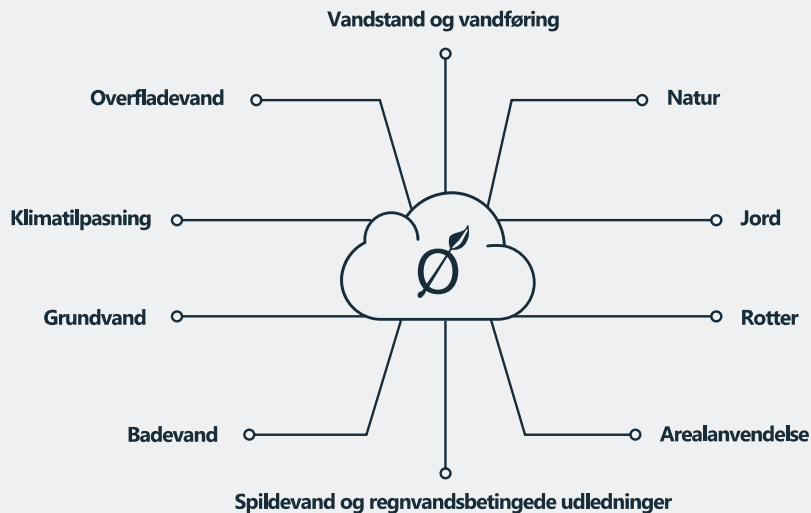 Vandstand og vandføring
Overfladevand
Natur
Klimatilpasning
Jord
Ø
Grundvand
Rotter
Badevand
Arealanvendelse
Spildevand og regnvandsbetingede udledninger